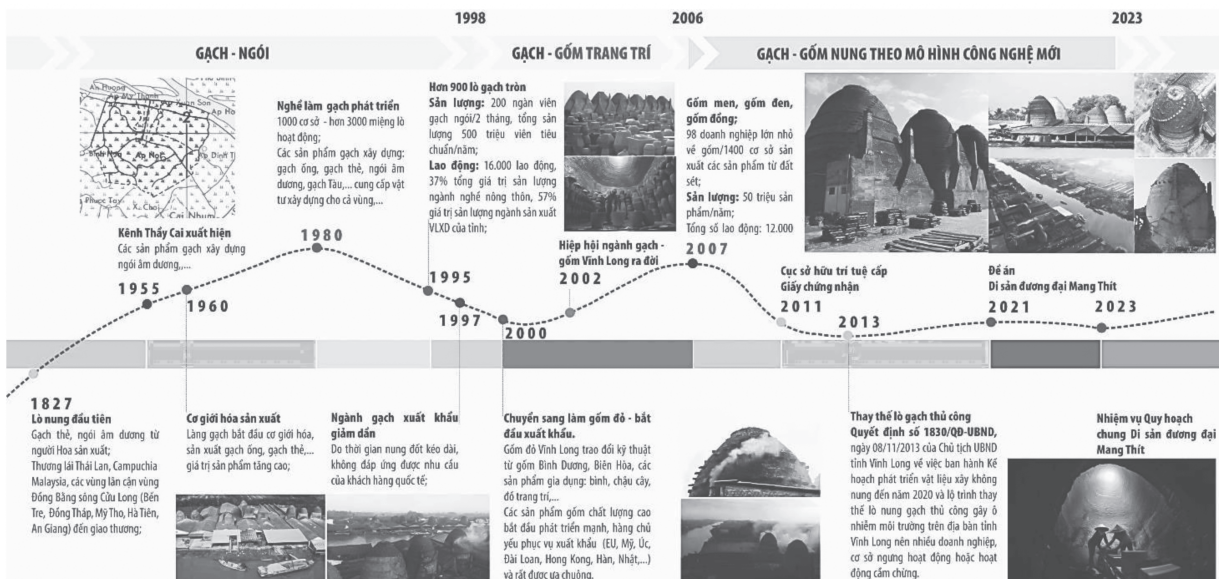 1998
2006
2023
GẠCH - NGÓI
GẠCH - GỐM TRANG TRÍ
GẠCH - GỐM NUNG THEO MÔ HÌNH CÔNG NGHỆ MỚI
Kênh Thầy Cai xuất hiện
Các sản phẩm gạch xây dựng
ngói âm dương,,...
Nghề làm gạch phát triển
1000 cơ sở - hơn 3000 miệng lò
hoạt động;
Các sản phẩm gạch xây dựng:
gạch ống, gạch thẻ, ngói âm
dương, gạch Tàu,... cung cấp vật
tư xây dựng cho cả vùng,...
Hơn 900 lò gạch tròn
Sản lượng: 200 ngàn viên
gạch ngói/2 tháng, tổng sản
lượng 500 triệu viên tiêu
chuẩn/năm;
Lao động: 16.000 lao động,
37% tổng giá trị sản lượng
ngành nghề nông thôn, 57%
giá trị sản lượng ngành sản xuất
VLXD của tỉnh;
Hiệp hội ngành gạch -
gốm Vĩnh Long ra đời
Gốm men, gốm đen,
gốm đồng;
98 doanh nghiệp lớn nhỏ
về gốm/1400 cơ sở sản
xuất các sản phẩm từ đất
sét;
Sản lượng: 50 triệu sản
phẩm/năm;
Tổng số lao động: 12.000
Cục sở hữu trí tuệ cấp
Giấy chứng nhận
Đề án
Di sản đương đại Mang Thít
1955
1960
1980
1995
1997
2000
2002
2007
2011
2013
2021
2023
1827
Lò nung đầu tiên
Gạch thẻ, ngói âm dương từ
người Hoa sản xuất;
Thương lái Thái Lan, Campuchia
Malaysia, các vùng lân cận vùng
Đồng Bằng sông Cửu Long (Bến
Tre, Đồng Tháp, Mỹ Tho, Hà Tiên,
An Giang) đến giao thương;
Cơ giới hóa sản xuất
Làng gạch bắt đầu cơ giới hóa,
sản xuất gạch ống, gạch thẻ,...
giá trị sản phẩm tăng cao;
Ngành gạch xuất khẩu
giảm dần
Do thời gian nung đốt kéo dài,
không đáp ứng được nhu cầu
của khách hàng quốc tế;
Chuyển sang làm gốm đỏ - bắt
đầu xuất khẩu.
Gốm đỏ Vĩnh Long trao đổi kỹ thuật
từ gốm Bình Dương, Biên Hòa, các
sản phẩm gia dụng: bình, chậu cây,
đồ trang trí,...
Các sản phẩm gốm chất lượng cao
bắt đầu phát triển mạnh, hàng chủ
yếu phục vụ xuất khẩu (EU, Mỹ, Úc,
Đài Loan, Hong Kong, Hàn, Nhật,...)
và rất được ưa chuộng.
Thay thế lò gạch thủ công
Quyết định số 1830/QĐ-UBND,
ngày 08/11/2013 của Chủ tịch UBND
tỉnh Vĩnh Long về việc ban hành Kế
hoạch phát triển vật liệu xây không
nung đến năm 2020 và lộ trình thay
thế lò nung gạch thủ công gây ô
nhiễm môi trường trên địa bàn tỉnh
Vĩnh Long nên nhiều doanh nghiệp,
cơ sở ngưng hoạt động hoặc hoạt
động cầm chừng.
Nhiệm vụ Quy hoạch
chung Di sản đương đại
Mang Thít